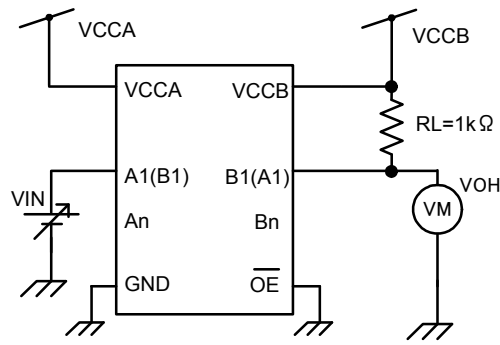 VCCA
VCCB
VCCA
VCCB
RL=1kΩ
A1(B1)
B1(A1)
VIN
VOH
VM
An
Bn
GND
OE